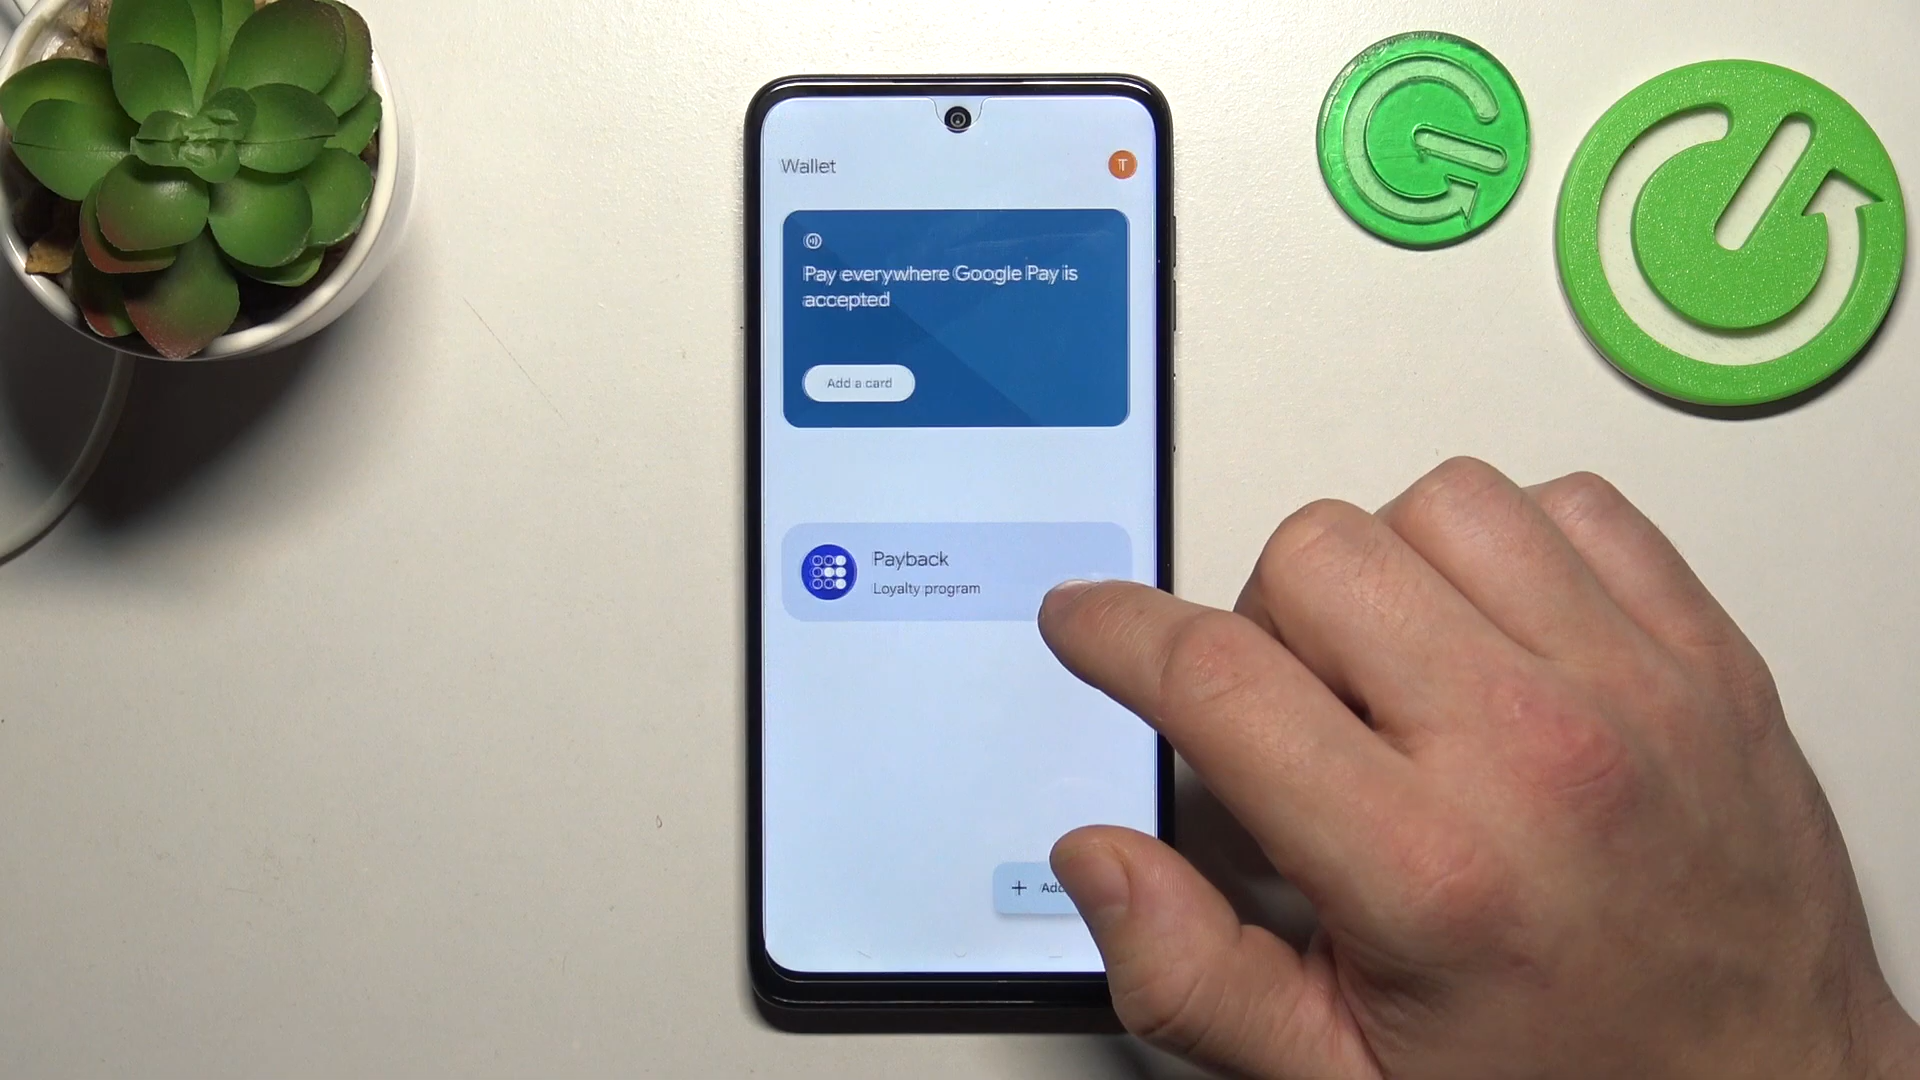 Wallet
T
Pay everywhere Google Pay is
accepted
Add a card
Payback
Loyalty program
+ Add